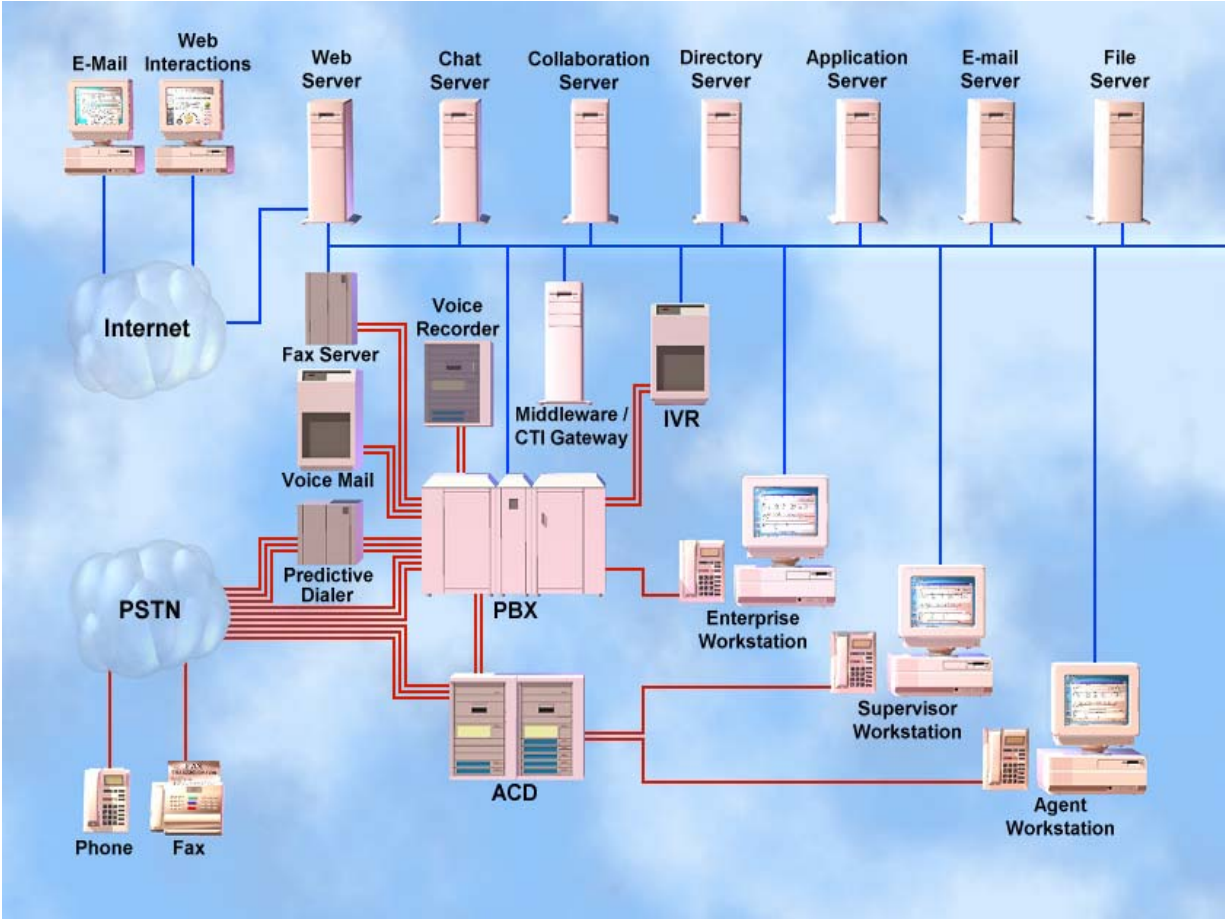 E-Mail
Web
Interactions
Web
Server
Chat
Server
Collaboration
Server
Directory
Server
Application
Server
E-mail
Server
File
Server
Internet
Fax Server
Voice
Recorder
Middleware /
CTI Gateway
IVR
Voice Mail
Predictive
Dialer
PSTN
PBX
Enterprise
Workstation
Supervisor
Workstation
ACD
Agent
Workstation
Phone
FAX
Fax